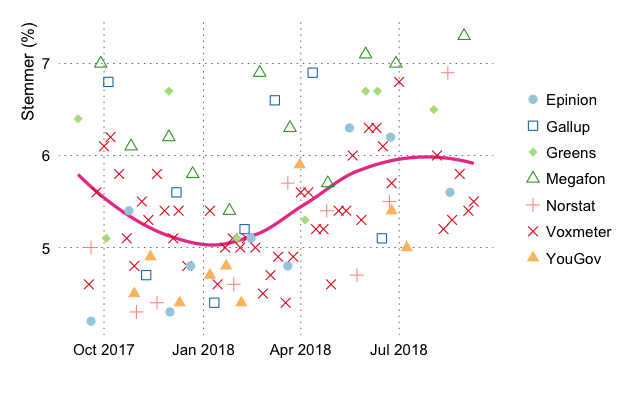 Stemmer (%)
7
6
5
Oct 2017
Jan 2018
Apr 2018
Jul 2018
Epinion
Gallup
Greens
Megafon
Norstat
Voxmeter
YouGov